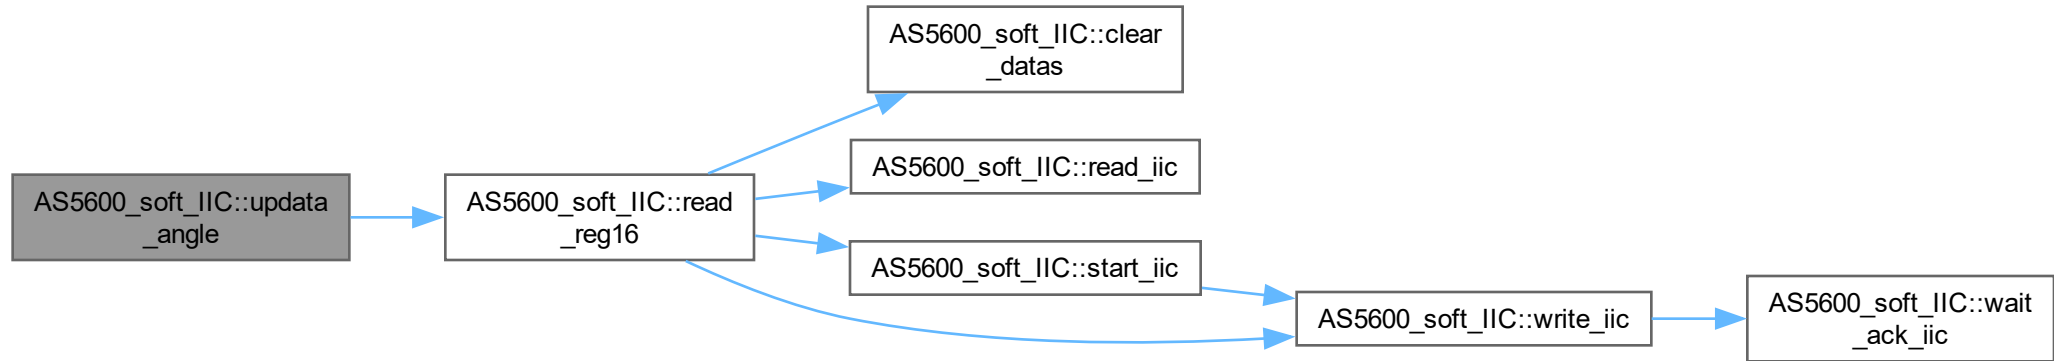 AS5600_soft_IIC::updata
_angle
AS5600_soft_IIC::read
_reg16
AS5600_soft_IIC::clear
_datas
AS5600_soft_IIC::read_iic
AS5600_soft_IIC::start_iic
AS5600_soft_IIC::write_iic
AS5600_soft_IIC::wait
_ack_iic